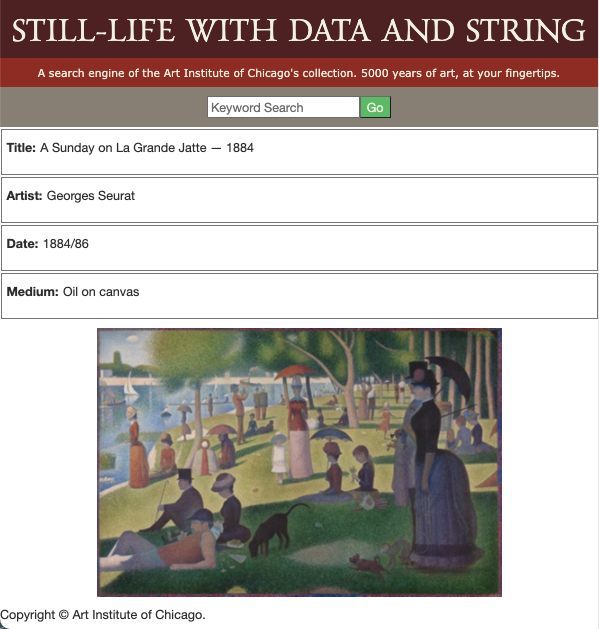 STILL-LIFE WITH DATA AND STRING
A search engine of the Art Institute of Chicago's collection. 5000 years of art, at your fingertips.
Keyword Search Go
Title: A Sunday on La Grande Jatte — 1884
Artist: Georges Seurat
Date: 1884/86
Medium: Oil on canvas
Copyright © Art Institute of Chicago.